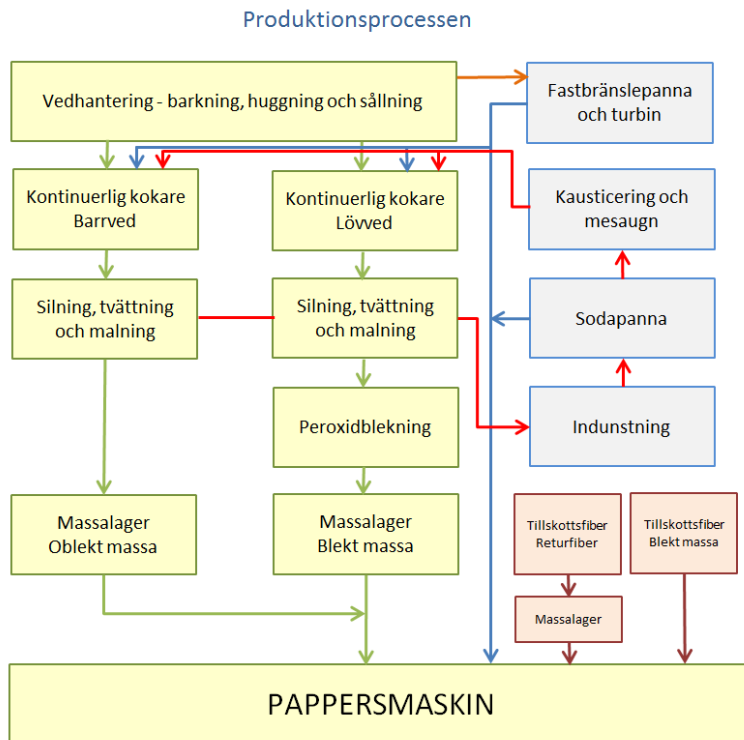 Produktionsprocessen
Vedhantering - barkning, huggning och sållning
Fastbränslepanna
och turbin
Kontinuerlig kokare
Barrved
Kontinuerlig kokare
Lövved
Kausticering och
mesaugn
Silning, tvättning
och malning
Silning, tvättning
och malning
Sodapanna
Peroxidblekning
Indunstning
Massalager
Oblekt massa
Massalager
Blekt massa
Tillskottsfiber
Returfiber
Tillskottsfiber
Blekt massa
Massalager
PAPPERSMASKIN